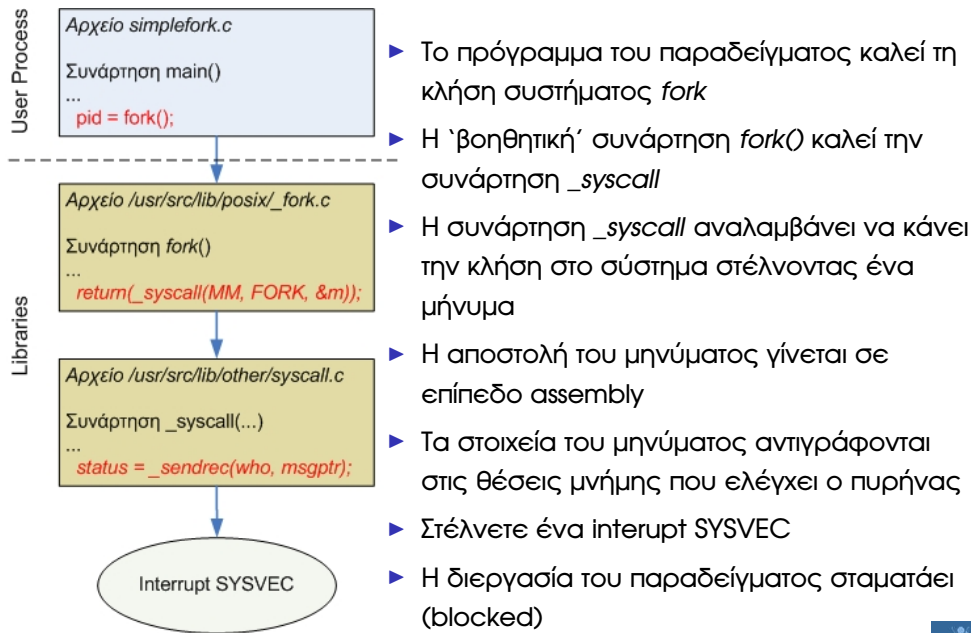 User Process
Αρχείο simplefork.c
Συνάρτηση main()
...
pid = fork();
Libraries
Αρχείο /usr/src/lib/posix/_fork.c
Συνάρτηση fork()
...
return(_syscall(MM, FORK, &m));
Αρχείο /usr/src/lib/other/syscall.c
Συνάρτηση _syscall(...)
...
status = _sendrec(who, msgptr);
Interrupt SYSVEC
► Το πρόγραμμα του παραδείγματος καλεί τη
κλήση συστήματος fork
► Η ‘βοηθητική’ συνάρτηση fork() καλεί την
συνάρτηση _syscall
► Η συνάρτηση _syscall αναλαμβάνει να κάνει
την κλήση στο σύστημα στέλνοντας ένα
μήνυμα
► Η αποστολή του μηνύματος γίνεται σε
επίπεδο assembly
► Τα στοιχεία του μηνύματος αντιγράφονται
στις θέσεις μνήμης που ελέγχει ο πυρήνας
► Στέλνετε ένα interupt SYSVEC
► Η διεργασία του παραδείγματος σταματάει
(blocked)